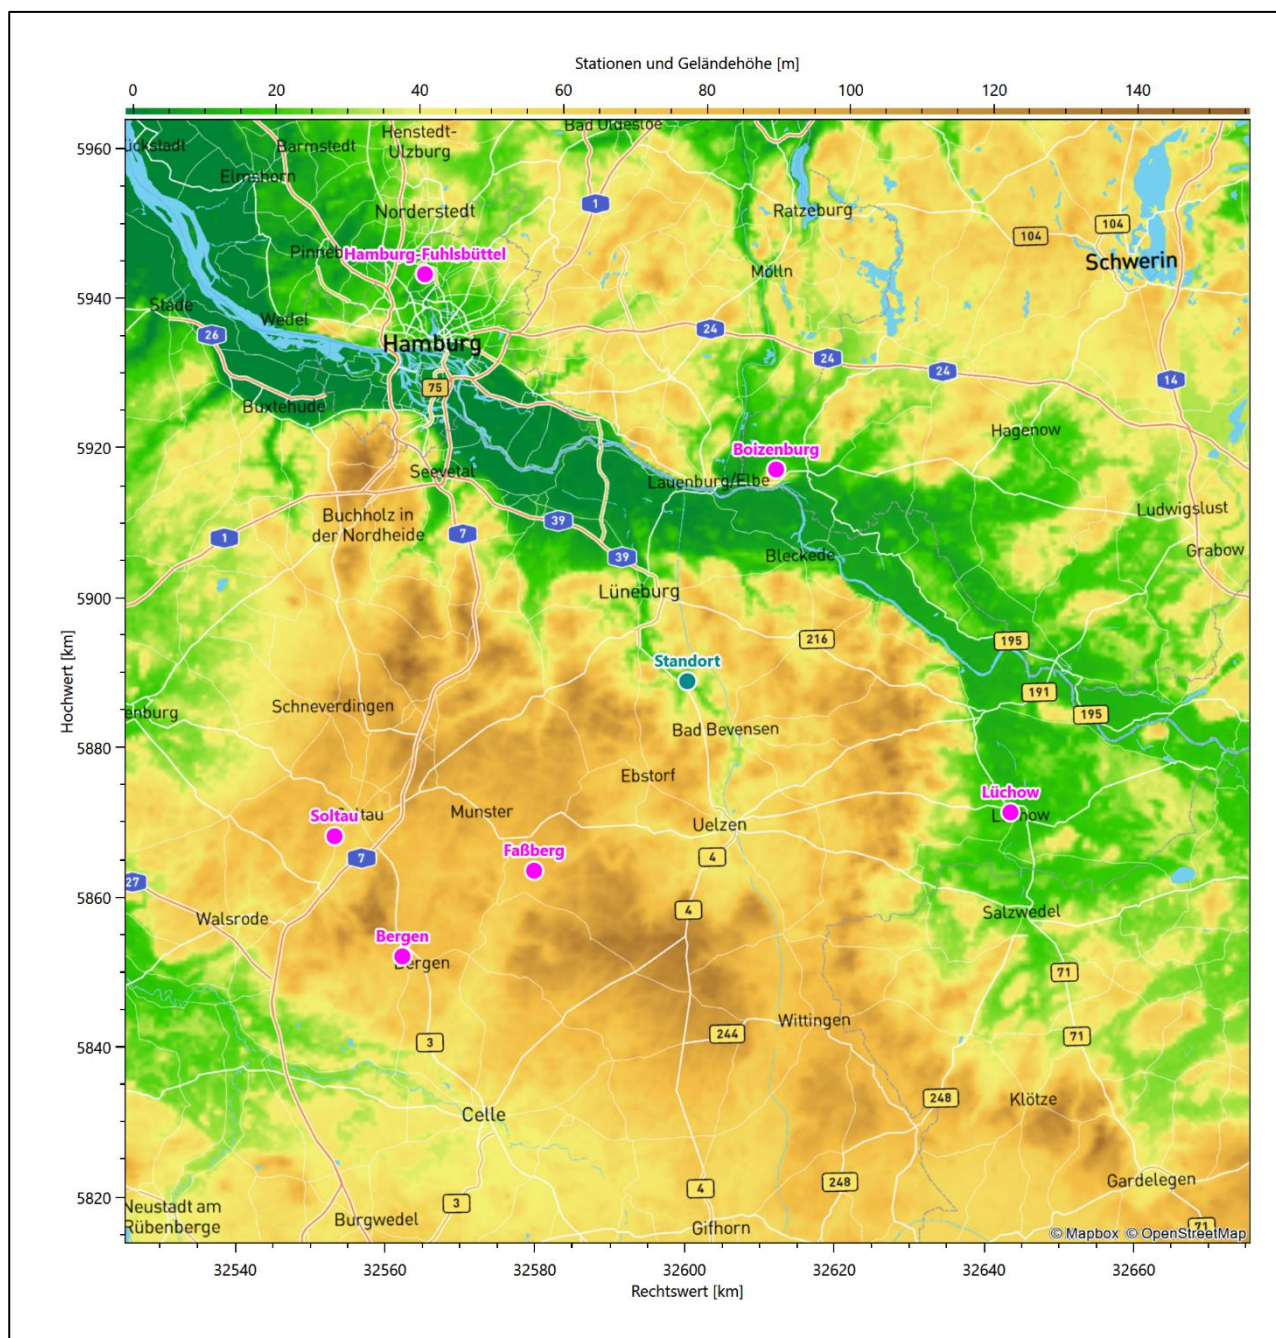 Stationen und Geländehöhe [m]
0 20 40 60 80 100 120 140
5960
5940
5920
5900
5880
5860
5840
5820
Hochwert [km]
ückstadt
Barmstedt
Henstedt-
Ulzburg
Bad Oldesloe
Elmshorn
1
Norderstedt
Ratzeburg
104
104
Pinneb
Hamburg-Fuhlsbüttel
Schwerin
Mölln
Stade
Wedel
26
Hamburg
24
24
24
14
75
Buxtehude
Hagenow
Boizenburg
Seevetal
Lauenburg/Elbe
Buchholz in
der Nordheide
1
7
39
39
Ludwigslust
Bleckede
Grabow
Lüneburg
216
195
Standort
191
195
enburg
Schneverdingen
Bad Bevensen
Ebstorf
Lüchow
Soltau
Munster
Uelzen
7
Faßberg
4
27
Walsrode
4
Salzwedel
Bergen
Bergen
71
Wittingen
244
71
3
248
Klötze
Celle
248
Gardelegen
4
3
Neustadt am
Rübenberge
Burgwedel
Gifhorn
71
© Mapbox © OpenStreetMap
32540 32560 32580 32600 32620 32640 32660
Rechtswert [km]